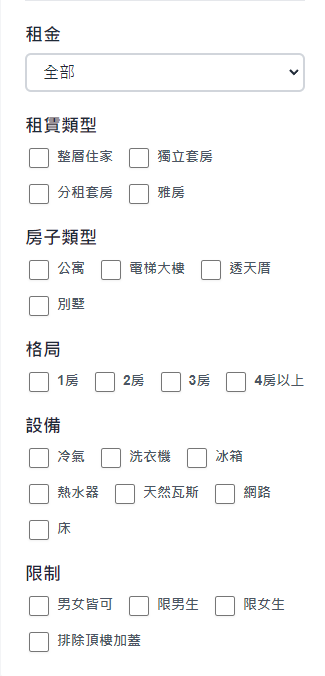 租金
全部
租賃類型
整層住家 獨立套房
分租套房 雅房
房子類型
公寓 電梯大樓 透天厝
別墅
格局
1房 2房 3房 4房以上
設備
冷氣 洗衣機 冰箱
熱水器 天然瓦斯 網路
床
限制
男女皆可 限男生 限女生
排除頂樓加蓋